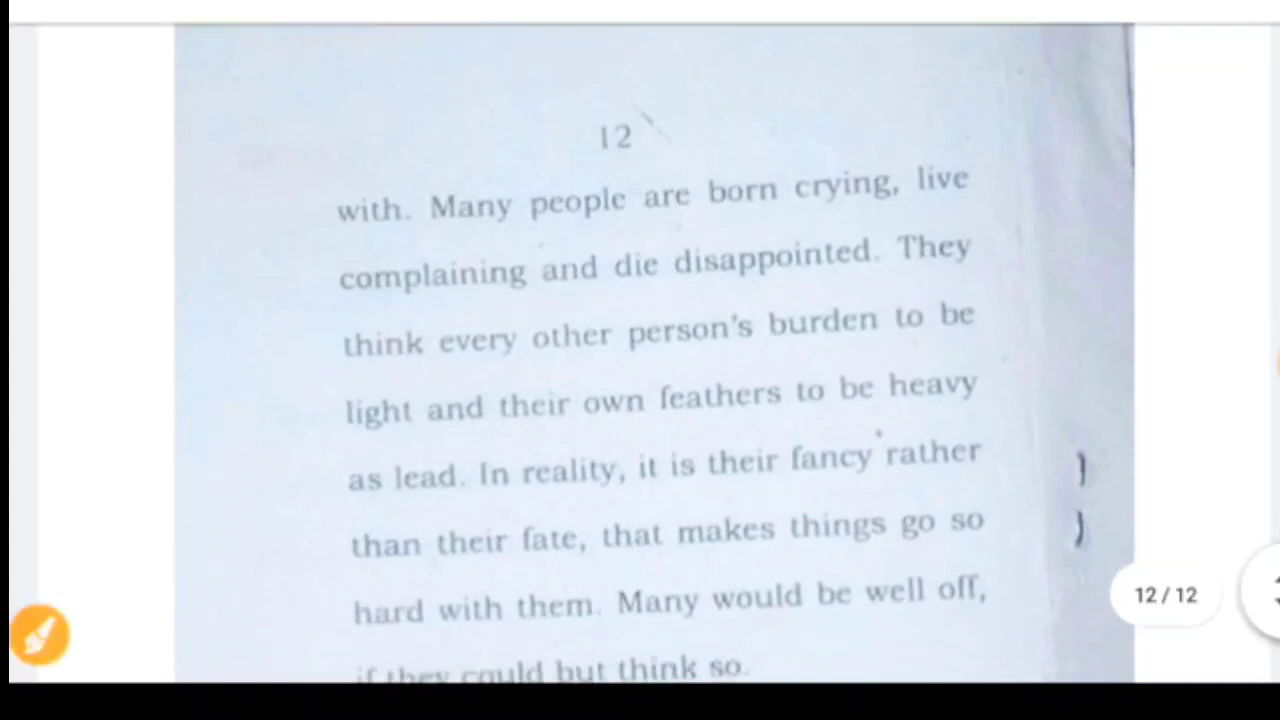 12
with. Many people are born crying, live
complaining and die disappointed. They
think every other person's burden to be
light and their own feathers to be heavy
as lead. In reality, it is their fancy rather
than their fate, that makes things go so
hard with them. Many would be well off,
if they could but think so.
12 / 12